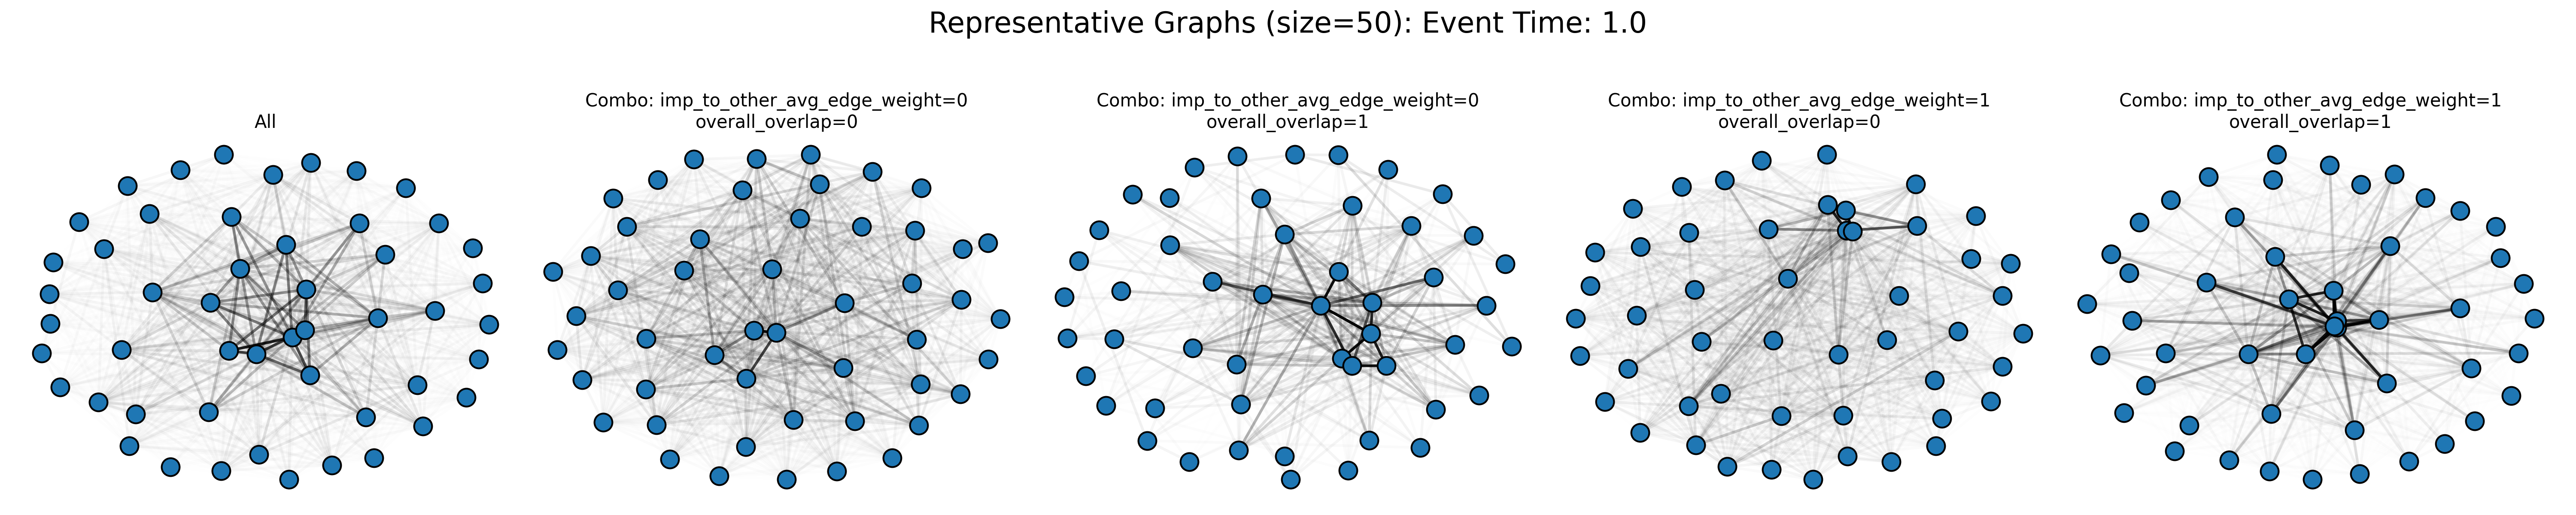 Representative Graphs (size=50): Event Time: 1.0
All
Combo: imp_to_other_avg_edge_weight=0
overall_overlap=0
Combo: imp_to_other_avg_edge_weight=0
overall_overlap=1
Combo: imp_to_other_avg_edge_weight=1
overall_overlap=0
Combo: imp_to_other_avg_edge_weight=1
overall_overlap=1